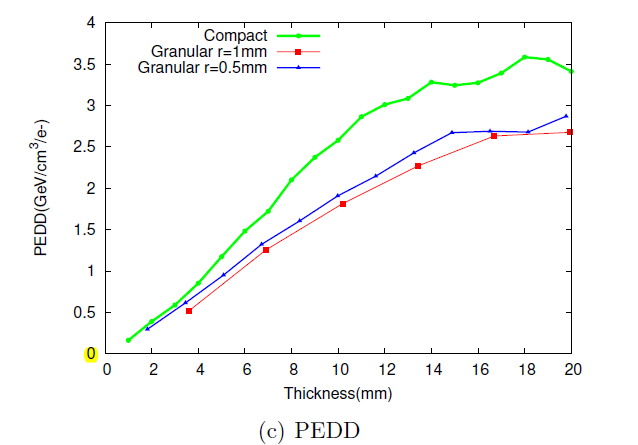 4
3.5
3
2.5
2
1.5
1
0.5
0
PEDD(GeV/cm³/e-)
Compact
Granular r=1mm
Granular r=0.5mm
0 2 4 6 8 10 12 14 16 18 20
Thickness(mm)
(c) PEDD